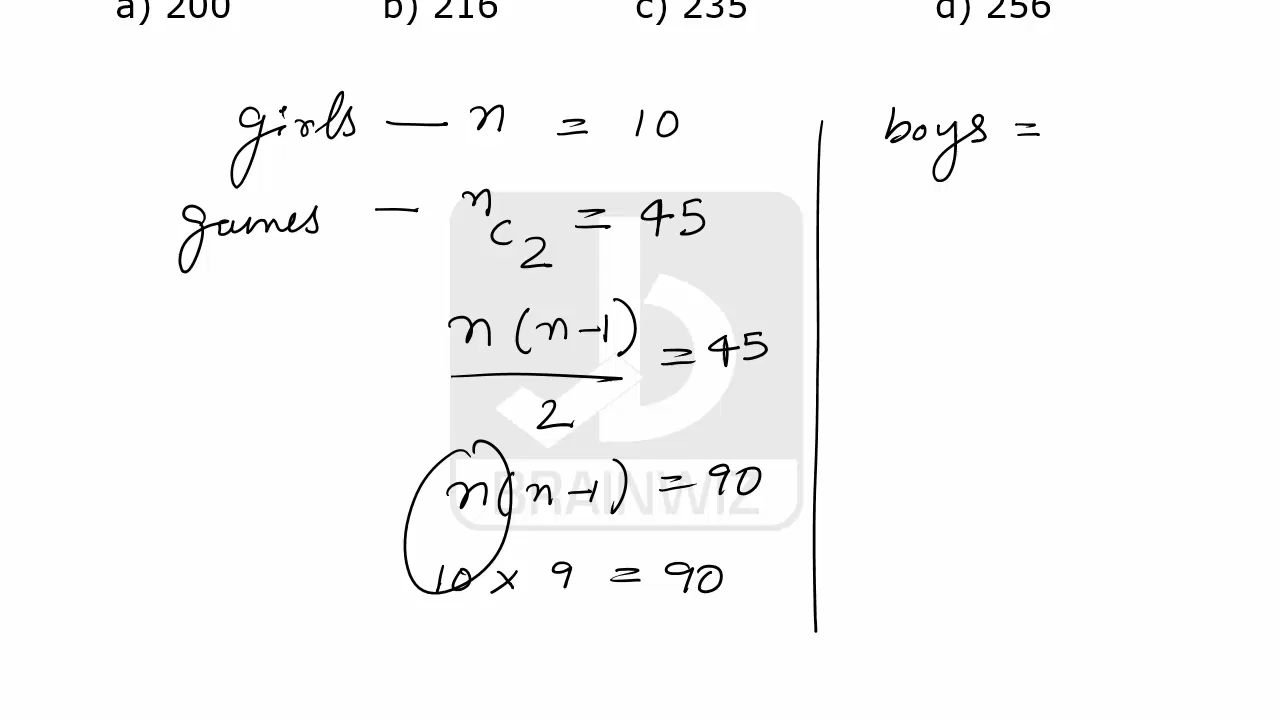 a) 200 b) 216 c) 235 d) 256
girls — n = 10
games — nC2 = 45
n(n-1)/2 = 45
n(n-1) = 90
10 × 9 = 90
boys =
BRAINWIZ